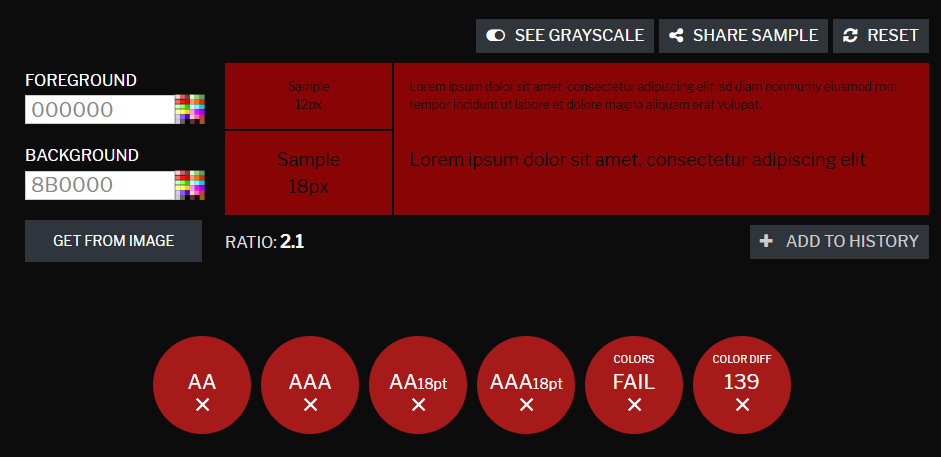 SEE GRAYSCALE
SHARE SAMPLE
RESET
FOREGROUND
000000
BACKGROUND
8B0000
GET FROM IMAGE
Sample
12px
Lorem ipsum dolor sit amet, consectetur adipiscing elit, sd diam nonmumy eiusmod rom
tempor incidunt ut lsbore et dolore magna aliquam erat volupat.
Sample
18px
Lorem ipsum dolor sit amet, consectetur adipiscing elit
RATIO: 2.1
ADD TO HISTORY
AA
AAA
AA18pt
AAA18pt
COLORS
FAIL
COLOR DIFF
139